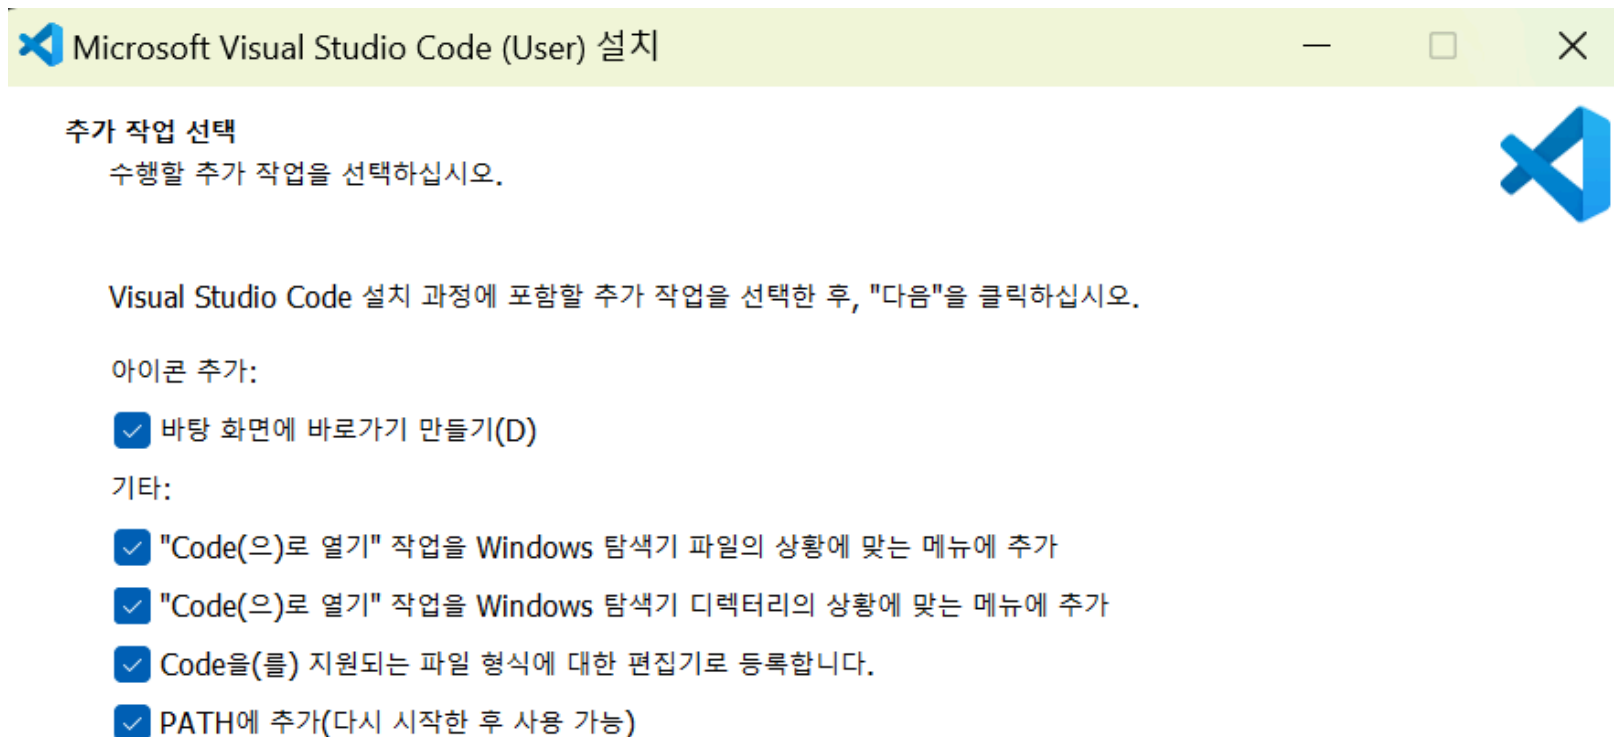 Microsoft Visual Studio Code (User) 설치
추가 작업 선택
수행할 추가 작업을 선택하십시오.
Visual Studio Code 설치 과정에 포함할 추가 작업을 선택한 후, "다음"을 클릭하십시오.
아이콘 추가:
바탕 화면에 바로가기 만들기(D)
기타:
"Code(으)로 열기" 작업을 Windows 탐색기 파일의 상황에 맞는 메뉴에 추가
"Code(으)로 열기" 작업을 Windows 탐색기 디렉터리의 상황에 맞는 메뉴에 추가
Code을(를) 지원되는 파일 형식에 대한 편집기로 등록합니다.
PATH에 추가(다시 시작한 후 사용 가능)